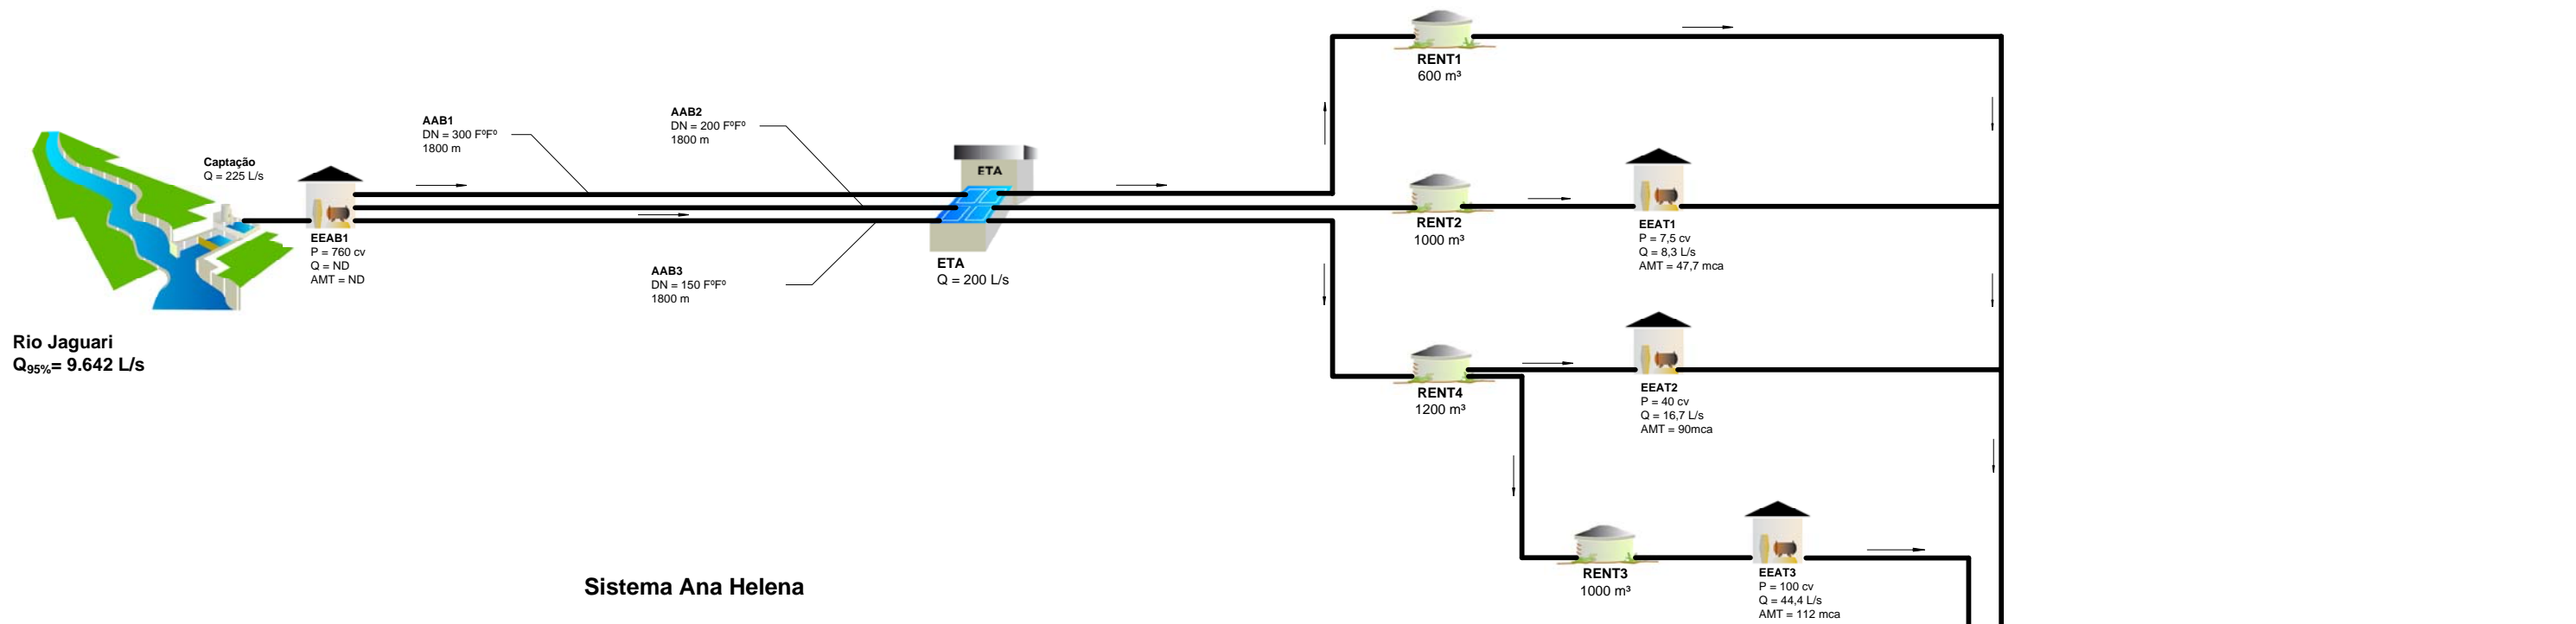 RENT1
600 m³
AAB1
DN = 300 FºFº
1800 m
AAB2
DN = 200 FºFº
1800 m
Captação
Q = 225 L/s
ETA
EEAB1
P = 760 cv
Q = ND
AMT = ND
AAB3
DN = 150 FºFº
1800 m
ETA
Q = 200 L/s
RENT2
1000 m³
EEAT1
P = 7,5 cv
Q = 8,3 L/s
AMT = 47,7 mca
Rio Jaguari
Q95%= 9.642 L/s
RENT4
1200 m³
EEAT2
P = 40 cv
Q = 16,7 L/s
AMT = 90mca
Sistema Ana Helena
RENT3
1000 m³
EEAT3
P = 100 cv
Q = 44,4 L/s
AMT = 112 mca